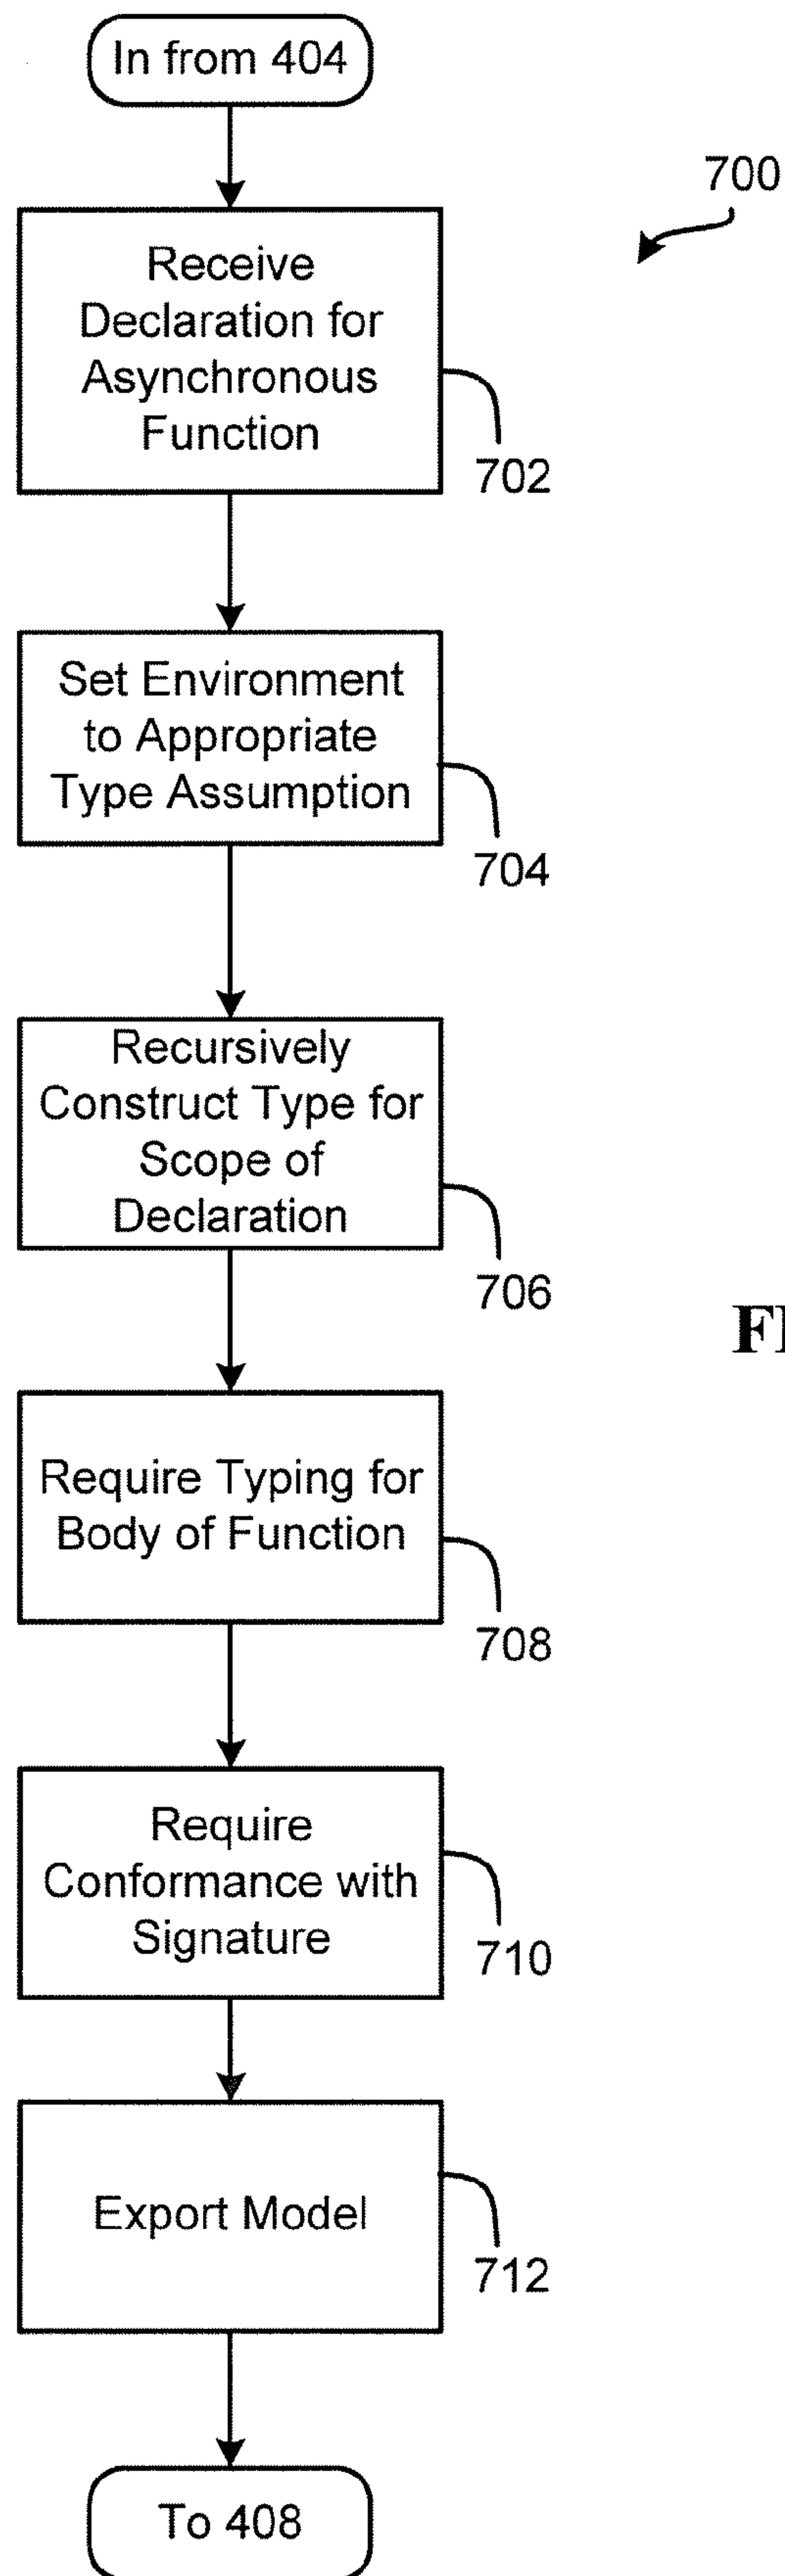 In from 404
700
Receive
Declaration for
Asynchronous
Function
702
Set Environment
to Appropriate
Type Assumption
704
Recursively
Construct Type for
Scope of
Declaration
706
Require Typing for
Body of Function
708
Require
Conformance with
Signature
710
Export Model
712
To 408